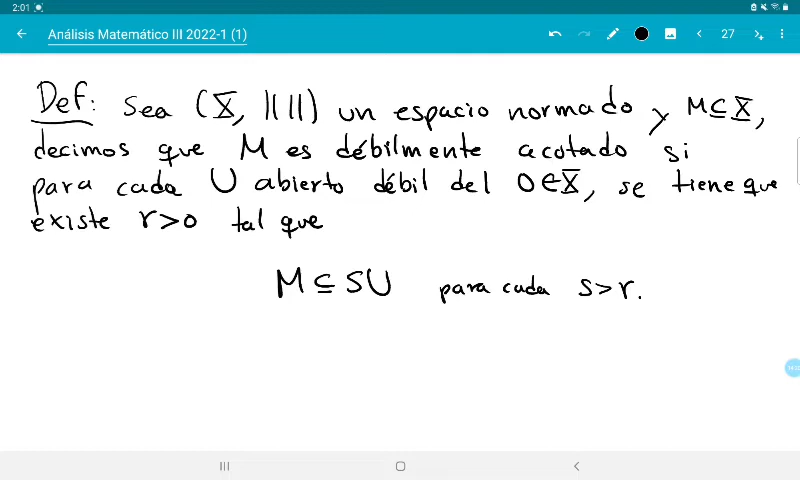 2:01
Análisis Matemático III 2022-1 (1)
27
Def: Sea (X, || ||) un espacio normado y M⊆X,
decimos que M es débilmente acotado si
para cada U abierto débil del 0∈X, se tiene que
existe r>0 tal que
M⊆SU para cada s>r.